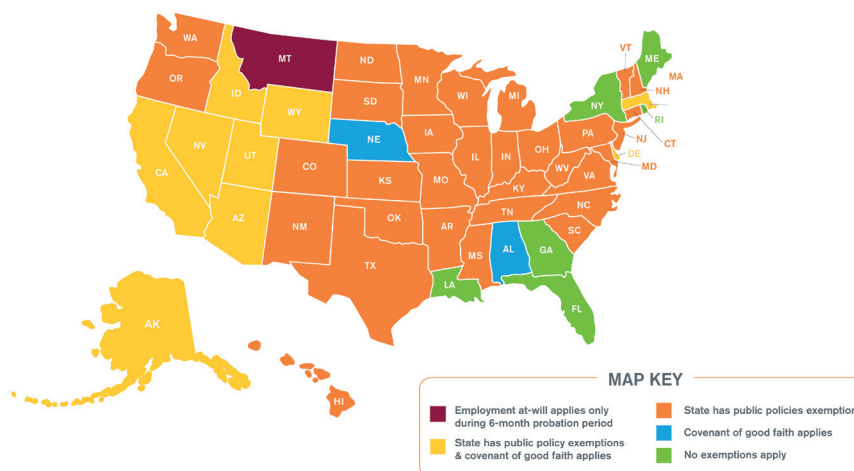 WA
MT
ND
VT
ME
OR
MN
MA
ID
SD
WI
MI
NY
NH
WY
RI
NE
IA
PA
NJ
CT
NV
UT
IL
IN
OH
DE
CA
CO
KS
MO
WV
VA
MD
KY
AZ
NM
OK
AR
TN
NC
SC
TX
MS
AL
GA
LA
FL
AK
HI
MAP KEY
Employment at-will applies only
during 6-month probation period
State has public policy exemptions
& covenant of good faith applies
State has public policies exemption
Covenant of good faith applies
No exemptions apply